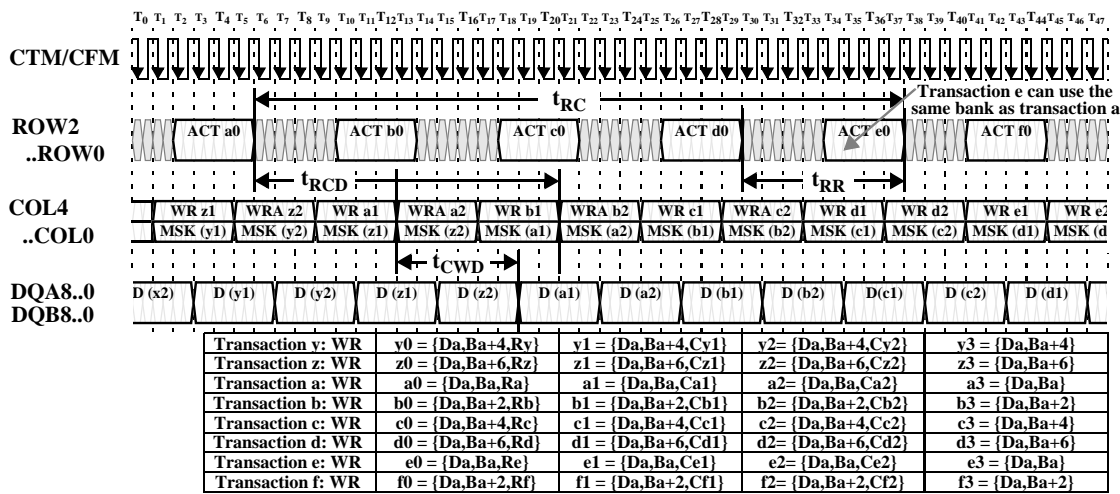 T0 T1 T2 T3 T4 T5 T6 T7 T8 T9 T10 T11 T12 T13 T14 T15 T16 T17 T18 T19 T20 T21 T22 T23 T24 T25 T26 T27 T28 T29 T30 T31 T32 T33 T34 T35 T36 T37 T38 T39 T40 T41 T42 T43 T44 T45 T46 T47
CTM/CFM
tRC
Transaction e can use the
same bank as transaction a
ROW2
..ROW0
ACT a0 ACT b0 ACT c0 ACT d0 ACT e0 ACT f0
tRCD tRR
COL4
..COL0
WR z1 WRA z2 WR a1 WRA a2 WR b1 WRA b2 WR c1 WRA c2 WR d1 WR d2 WR e1 WR e2
MSK (y1) MSK (y2) MSK (z1) MSK (z2) MSK (a1) MSK (a2) MSK (b1) MSK (b2) MSK (c1) MSK (c2) MSK (d1) MSK (d
tCWD
DQA8..0
DQB8..0
D (x2) D (y1) D (y2) D (z1) D (z2) D (a1) D (a2) D (b1) D (b2) D(c1) D (c2) D (d1)
Transaction y: WR y0 = {Da,Ba+4,Ry} y1 = {Da,Ba+4,Cy1} y2= {Da,Ba+4,Cy2} y3 = {Da,Ba+4}
Transaction z: WR z0 = {Da,Ba+6,Rz} z1 = {Da,Ba+6,Cz1} z2= {Da,Ba+6,Cz2} z3 = {Da,Ba+6}
Transaction a: WR a0 = {Da,Ba,Ra} a1 = {Da,Ba,Ca1} a2= {Da,Ba,Ca2} a3 = {Da,Ba}
Transaction b: WR b0 = {Da,Ba+2,Rb} b1 = {Da,Ba+2,Cb1} b2= {Da,Ba+2,Cb2} b3 = {Da,Ba+2}
Transaction c: WR c0 = {Da,Ba+4,Rc} c1 = {Da,Ba+4,Cc1} c2= {Da,Ba+4,Cc2} c3 = {Da,Ba+4}
Transaction d: WR d0 = {Da,Ba+6,Rd} d1 = {Da,Ba+6,Cd1} d2= {Da,Ba+6,Cd2} d3 = {Da,Ba+6}
Transaction e: WR e0 = {Da,Ba,Re} e1 = {Da,Ba,Ce1} e2= {Da,Ba,Ce2} e3 = {Da,Ba}
Transaction f: WR f0 = {Da,Ba+2,Rf} f1 = {Da,Ba+2,Cf1} f2= {Da,Ba+2,Cf2} f3 = {Da,Ba+2}